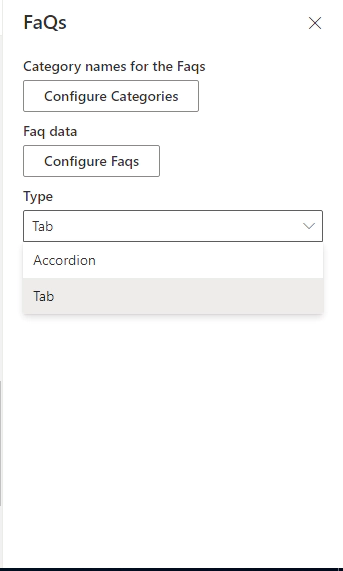 FaQs
Category names for the Faqs
Configure Categories
Faq data
Configure Faqs
Type
Tab
Accordion
Tab